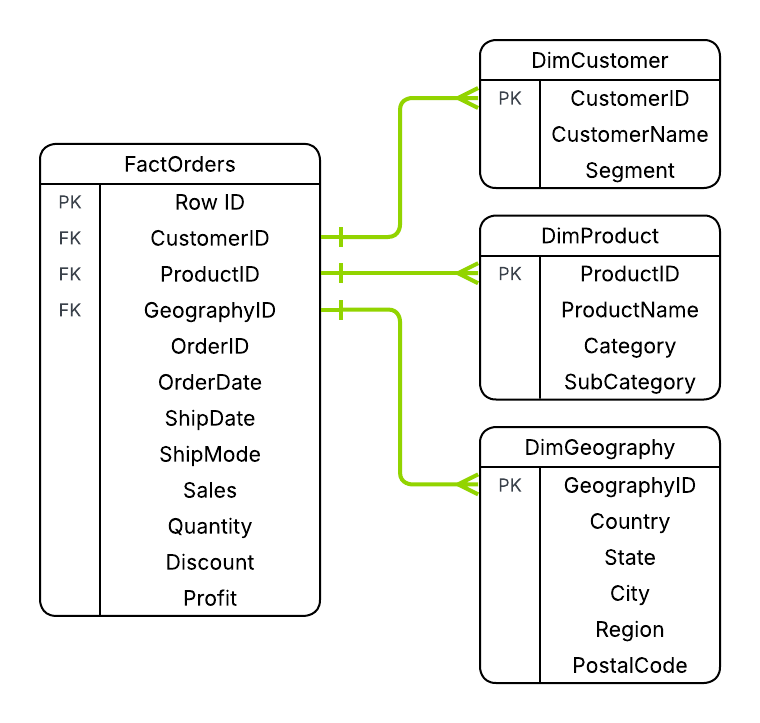 FactOrders
PK Row ID
FK CustomerID
FK ProductID
FK GeographyID
OrderID
OrderDate
ShipDate
ShipMode
Sales
Quantity
Discount
Profit
DimCustomer
PK CustomerID
CustomerName
Segment
DimProduct
PK ProductID
ProductName
Category
SubCategory
DimGeography
PK GeographyID
Country
State
City
Region
PostalCode